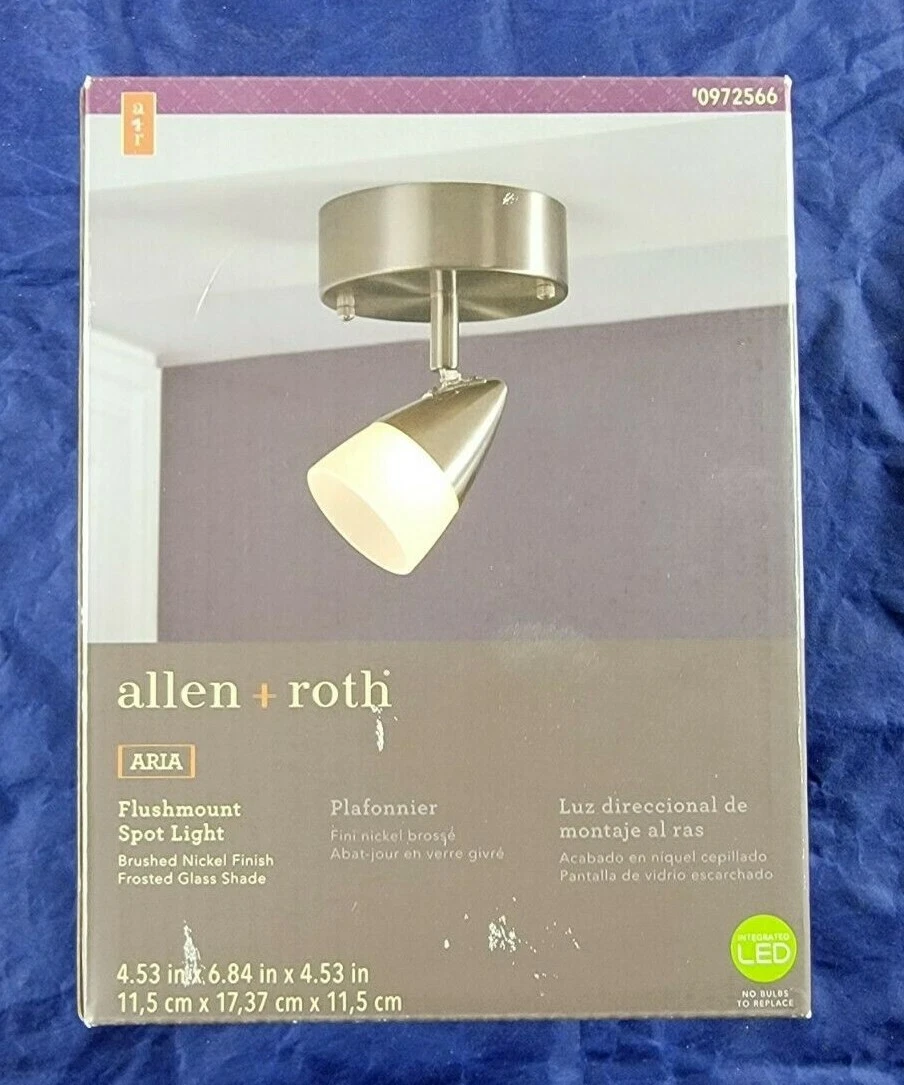 a+r
#0972566
allen + roth®
ARIA
Flushmount
Spot Light
Brushed Nickel Finish
Frosted Glass Shade
Plafonnier
Fini nickel brossé
Abat-jour en verre givré
Luz direccional de
montaje al ras
Acabado en níquel cepillado
Pantalla de vidrio escarchado
4.53 in x 6.84 in x 4.53 in
11,5 cm x 17,37 cm x 11,5 cm
INTEGRATED
LED
NO BULBS
TO REPLACE